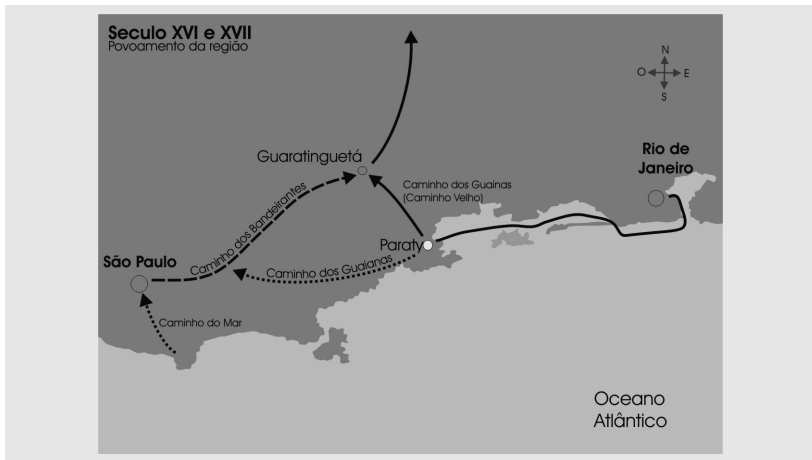 Seculo XVI e XVII
Povoamento da região
N
O
E
S
Rio de
Janeiro
Guaratinguetá
Caminho dos Guainas
(Caminho Velho)
Caminho dos Bandeirantes
Paraty
São Paulo
Caminho dos Guaianas
Caminho do Mar
Oceano
Atlântico